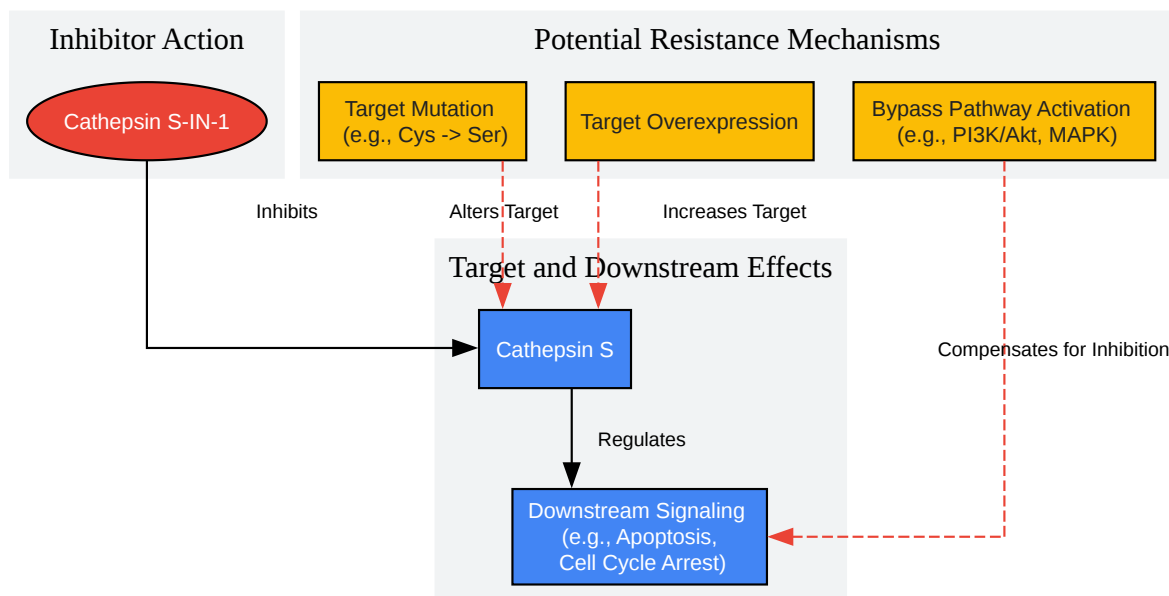 Inhibitor Action
Potential Resistance Mechanisms
Cathepsin S-IN-1
Target Mutation
(e.g., Cys -> Ser)
Target Overexpression
Bypass Pathway Activation
(e.g., PI3K/Akt, MAPK)
Inhibits
Alters Target
Increases Target
Target and Downstream Effects
Cathepsin S
Compensates for Inhibition
Regulates
Downstream Signaling
(e.g., Apoptosis,
Cell Cycle Arrest)